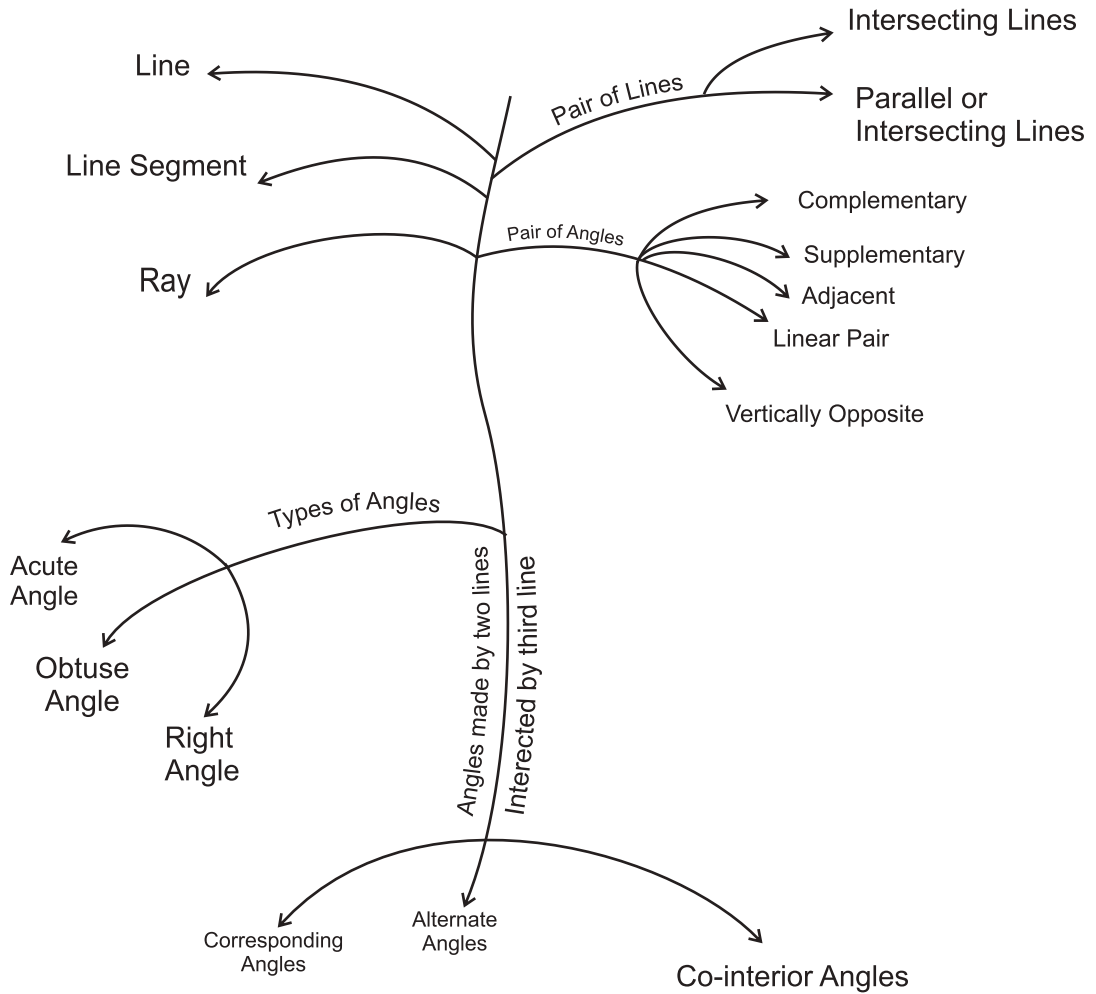 Intersecting Lines
Line
Pair of Lines
Parallel or
Intersecting Lines
Line Segment
Complementary
Pair of Angles
Supplementary
Ray
Adjacent
Linear Pair
Vertically Opposite
Types of Angles
Acute
Angle
Obtuse
Angle
Right
Angle
Angles made by two lines
Interected by third line
Corresponding
Angles
Alternate
Angles
Co-interior Angles